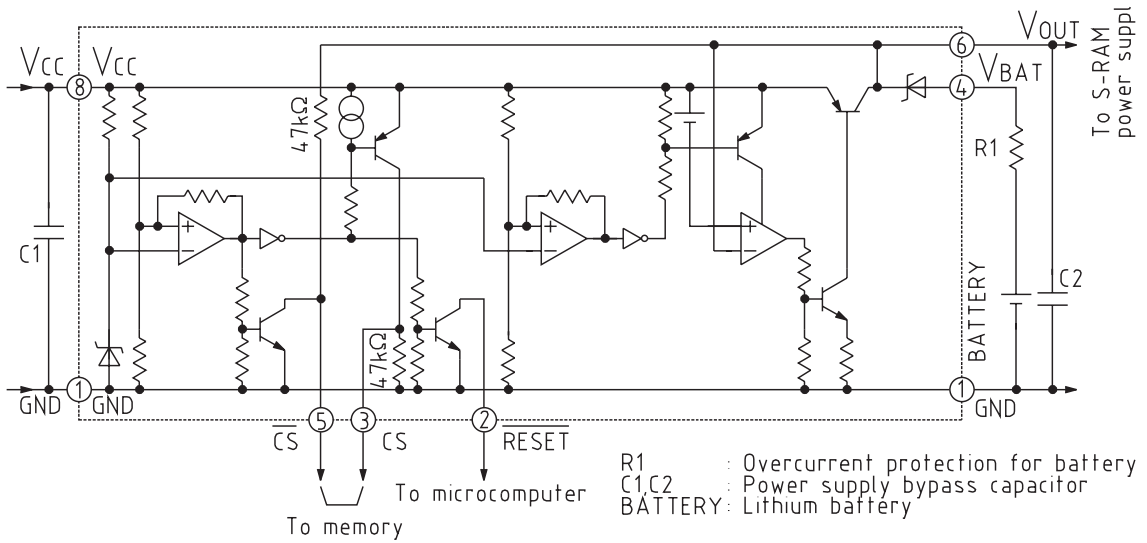 VOUT
To S-RAM
power suppl
6
VCC
VCC
8
VBAT
4
47kΩ
R1
+
−
+
−
+
−
C1
C2
BATTERY
47kΩ
1
1
GND
GND
GND
5
3
2
CS
CS
RESET
To microcomputer
To memory
R1 : Overcurrent protection for battery
C1,C2 : Power supply bypass capacitor
BATTERY: Lithium battery